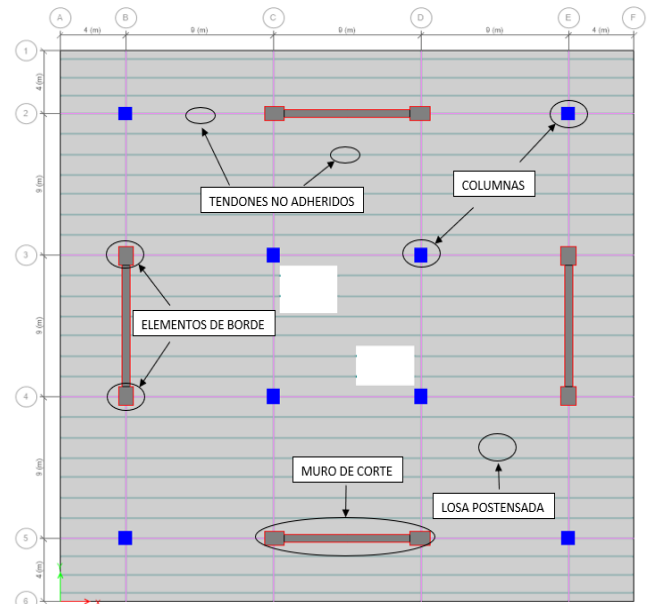 A B C D E F
4 (m) 9 (m) 9 (m) 9 (m) 4 (m)
1
4 (m)
2
TENDONES NO ADHERIDOS
COLUMNAS
9 (m)
3
ELEMENTOS DE BORDE
9 (m)
4
MURO DE CORTE
9 (m)
LOSA POSTENSADA
5
4 (m)
Y
X
6